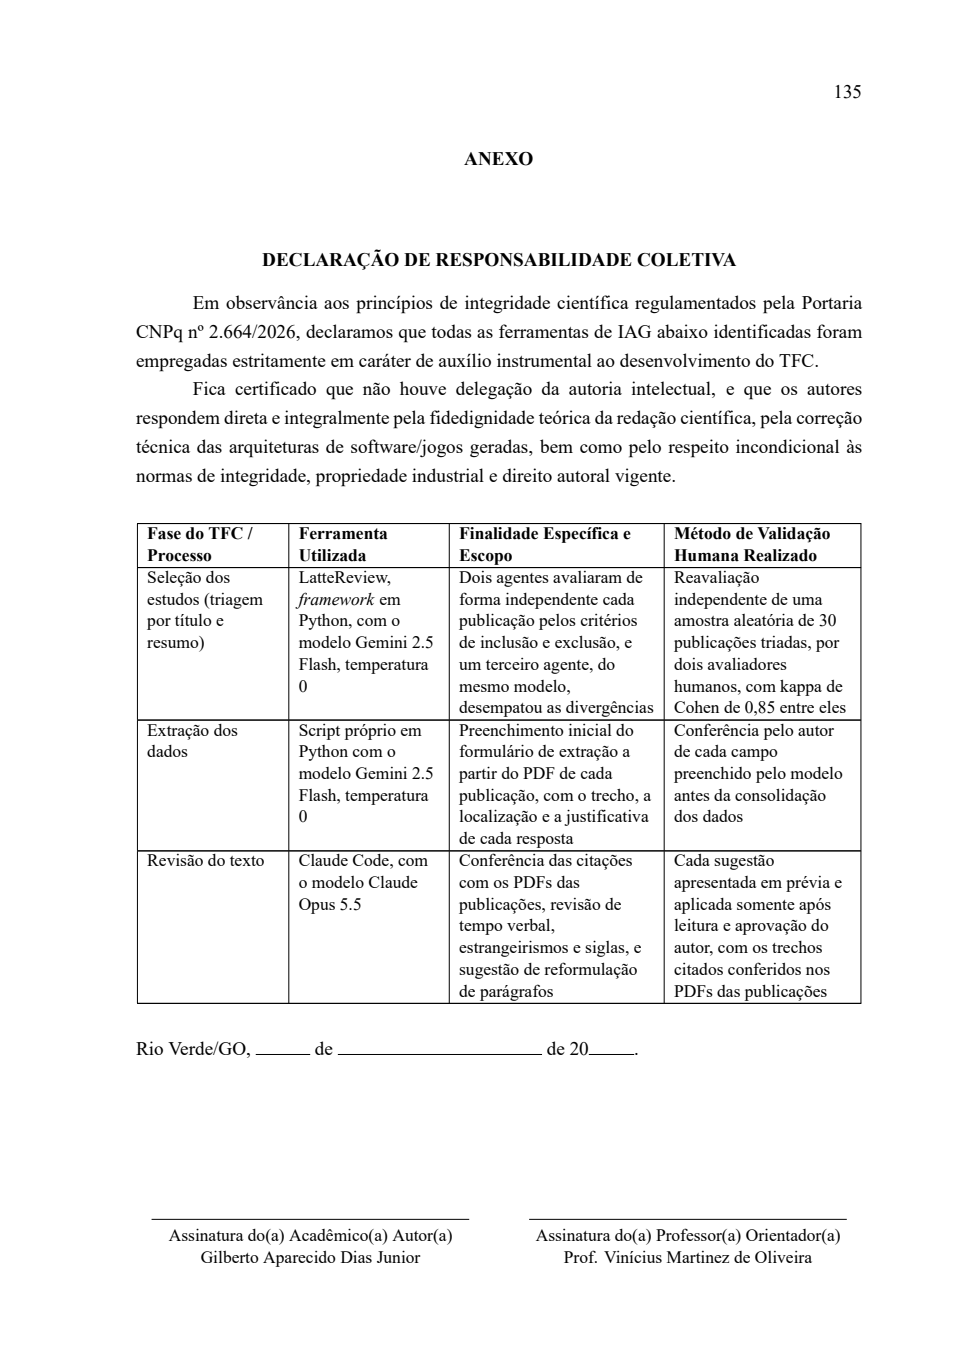 135
ANEXO
DECLARAÇÃO DE RESPONSABILIDADE COLETIVA
Em observância aos princípios de integridade científica regulamentados pela Portaria
CNPq nº 2.664/2026, declaramos que todas as ferramentas de IAG abaixo identificadas foram
empregadas estritamente em caráter de auxílio instrumental ao desenvolvimento do TFC.
Fica certificado que não houve delegação da autoria intelectual, e que os autores
respondem direta e integralmente pela fidedignidade teórica da redação científica, pela correção
técnica das arquiteturas de software/jogos geradas, bem como pelo respeito incondicional às
normas de integridade, propriedade industrial e direito autoral vigente.
Fase do TFC /
Processo
Ferramenta
Utilizada
Finalidade Específica e
Escopo
Método de Validação
Humana Realizado
Seleção dos
estudos (triagem
por título e
resumo)
LatteReview,
framework em
Python, com o
modelo Gemini 2.5
Flash, temperatura
0
Dois agentes avaliaram de
forma independente cada
publicação pelos critérios
de inclusão e exclusão, e
um terceiro agente, do
mesmo modelo,
desempatou as divergências
Reavaliação
independente de uma
amostra aleatória de 30
publicações triadas, por
dois avaliadores
humanos, com kappa de
Cohen de 0,85 entre eles
Extração dos
dados
Script próprio em
Python com o
modelo Gemini 2.5
Flash, temperatura
0
Preenchimento inicial do
formulário de extração a
partir do PDF de cada
publicação, com o trecho, a
localização e a justificativa
de cada resposta
Conferência pelo autor
de cada campo
preenchido pelo modelo
antes da consolidação
dos dados
Revisão do texto
Claude Code, com
o modelo Claude
Opus 5.5
Conferência das citações
com os PDFs das
publicações, revisão de
tempo verbal,
estrangeirismos e siglas, e
sugestão de reformulação
de parágrafos
Cada sugestão
apresentada em prévia e
aplicada somente após
leitura e aprovação do
autor, com os trechos
citados conferidos nos
PDFs das publicações
Rio Verde/GO, ______ de ______________________ de 20_____.
Assinatura do(a) Acadêmico(a) Autor(a)
Gilberto Aparecido Dias Junior
Assinatura do(a) Professor(a) Orientador(a)
Prof. Vinícius Martinez de Oliveira